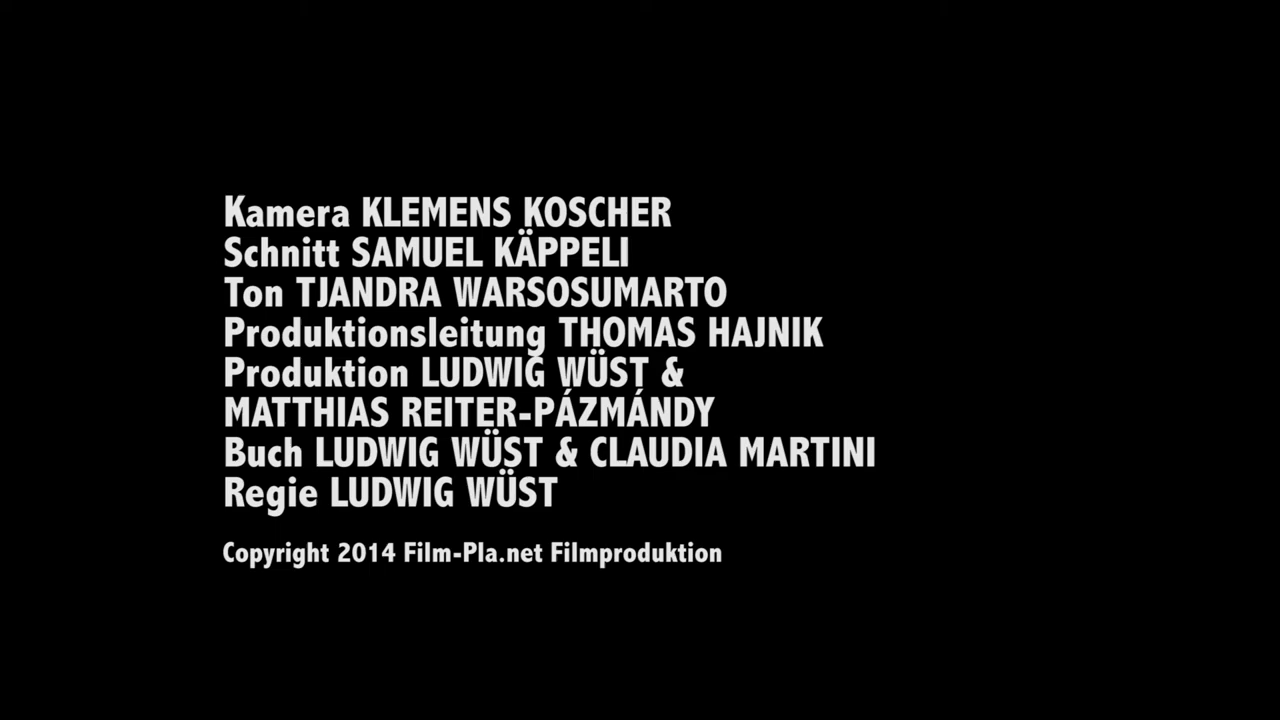 Kamera KLEMENS KOSCHER
Schnitt SAMUEL KÄPPELI
Ton TJANDRA WARSOSUMARTO
Produktionsleitung THOMAS HAJNIK
Produktion LUDWIG WÜST &
MATTHIAS REITER-PÁZMÁNDY
Buch LUDWIG WÜST & CLAUDIA MARTINI
Regie LUDWIG WÜST
Copyright 2014 Film-Pla.net Filmproduktion